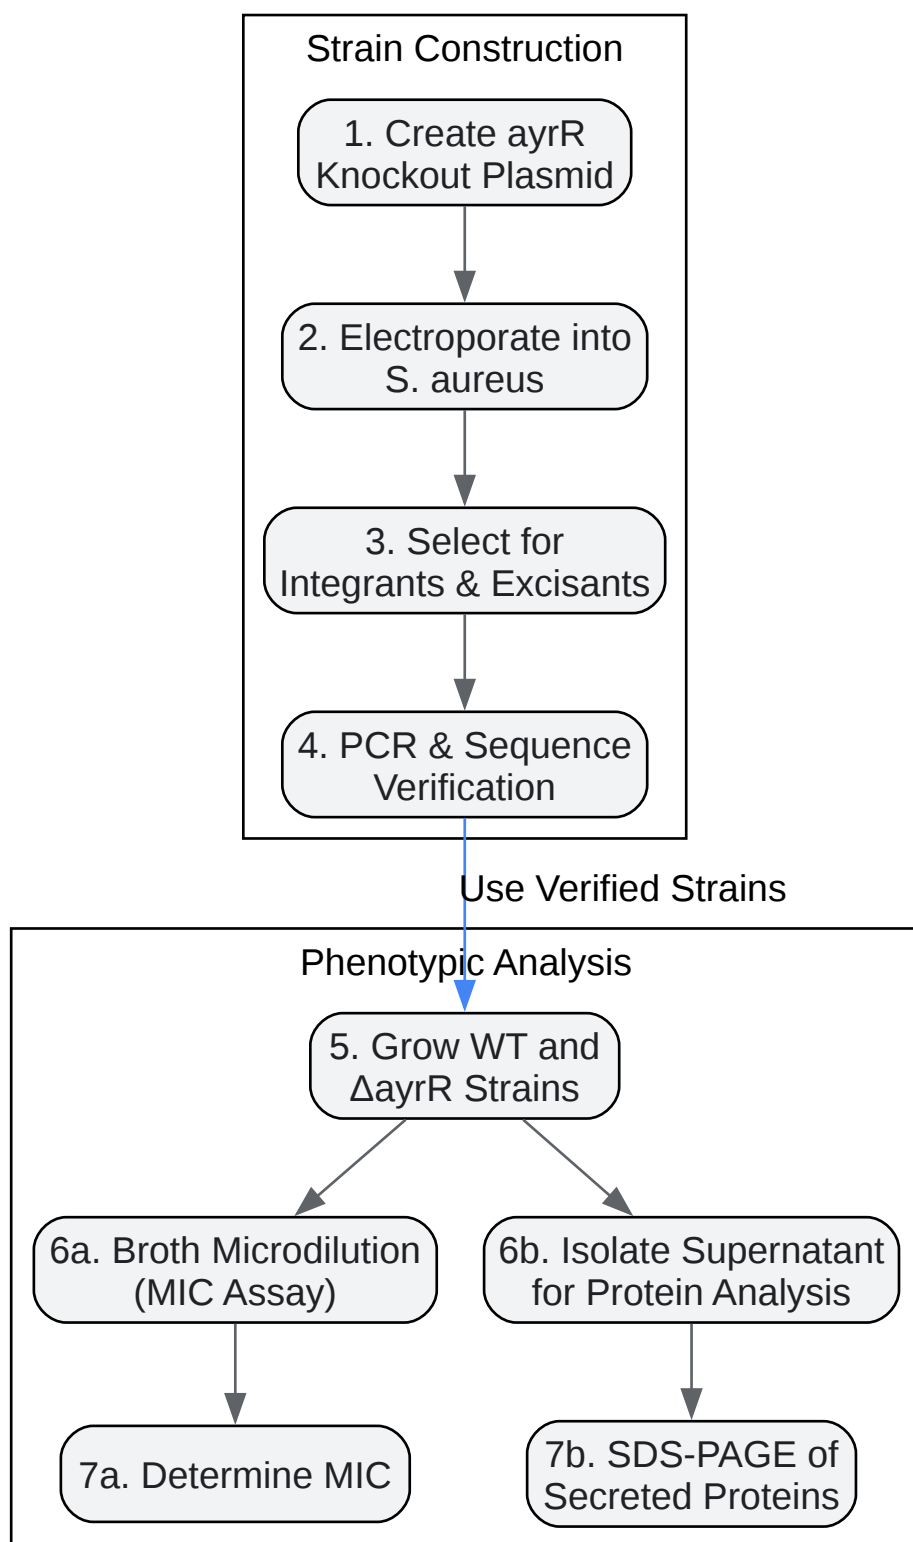 Strain Construction
1. Create ayrR
Knockout Plasmid
2. Electroporate into
S. aureus
3. Select for
Integrants & Excisants
4. PCR & Sequence
Verification
Use Verified Strains
Phenotypic Analysis
5. Grow WT and
ΔayrR Strains
6a. Broth Microdilution
(MIC Assay)
6b. Isolate Supernatant
for Protein Analysis
7a. Determine MIC
7b. SDS-PAGE of
Secreted Proteins